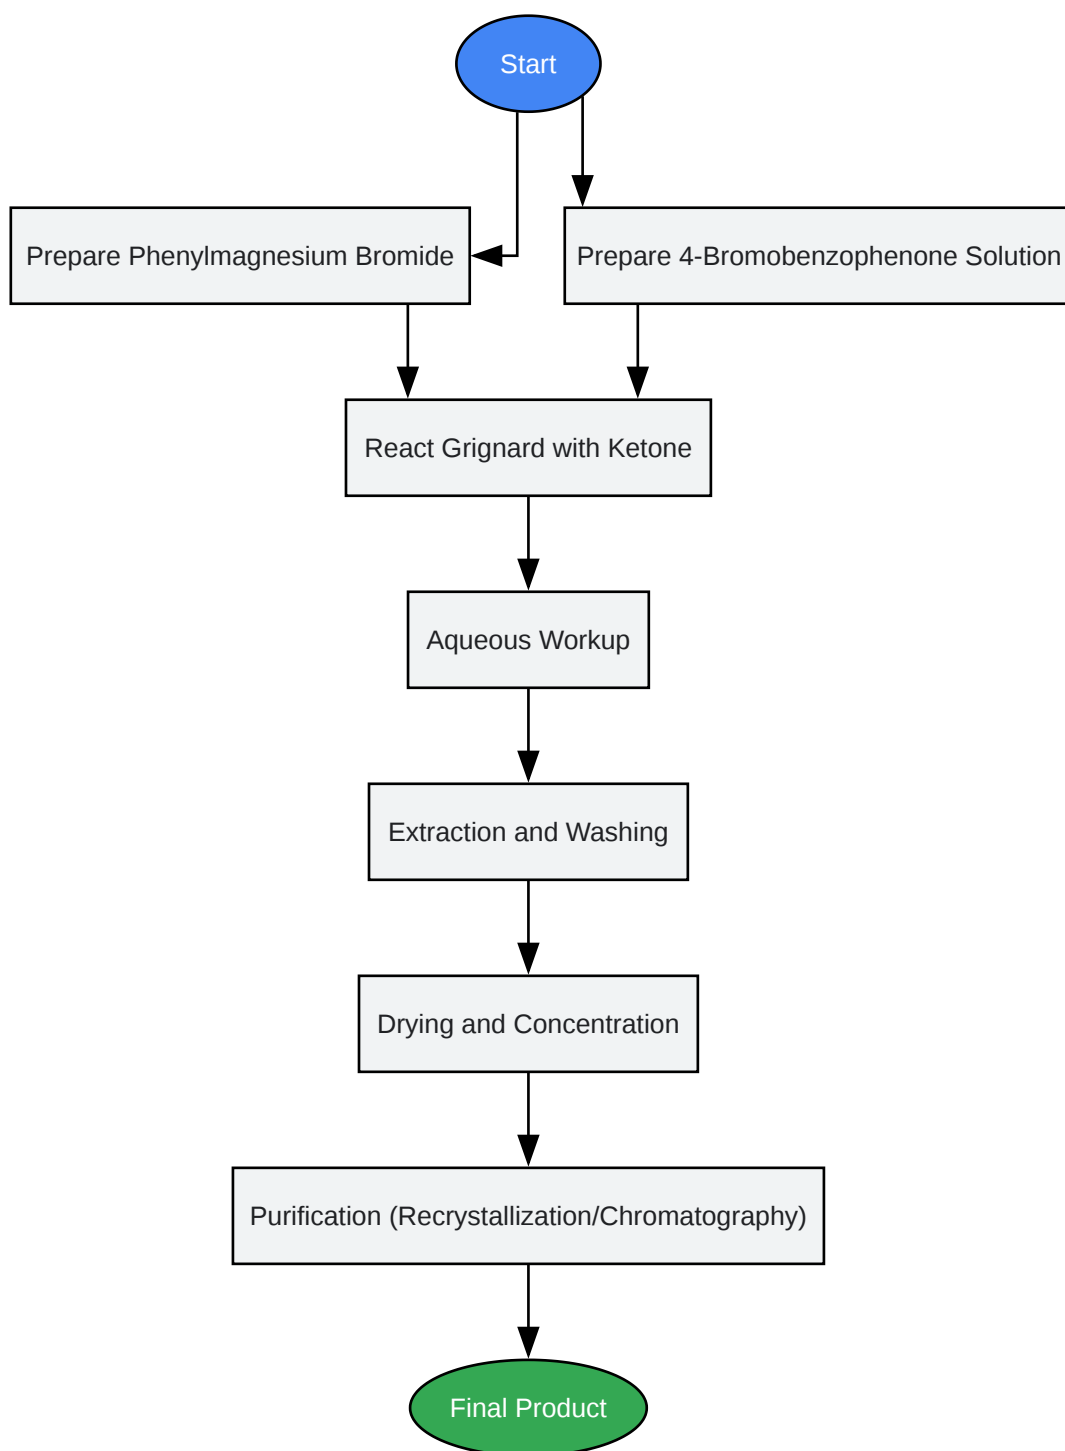 Start
Prepare Phenylmagnesium Bromide
Prepare 4-Bromobenzophenone Solution
React Grignard with Ketone
Aqueous Workup
Extraction and Washing
Drying and Concentration
Purification (Recrystallization/Chromatography)
Final Product